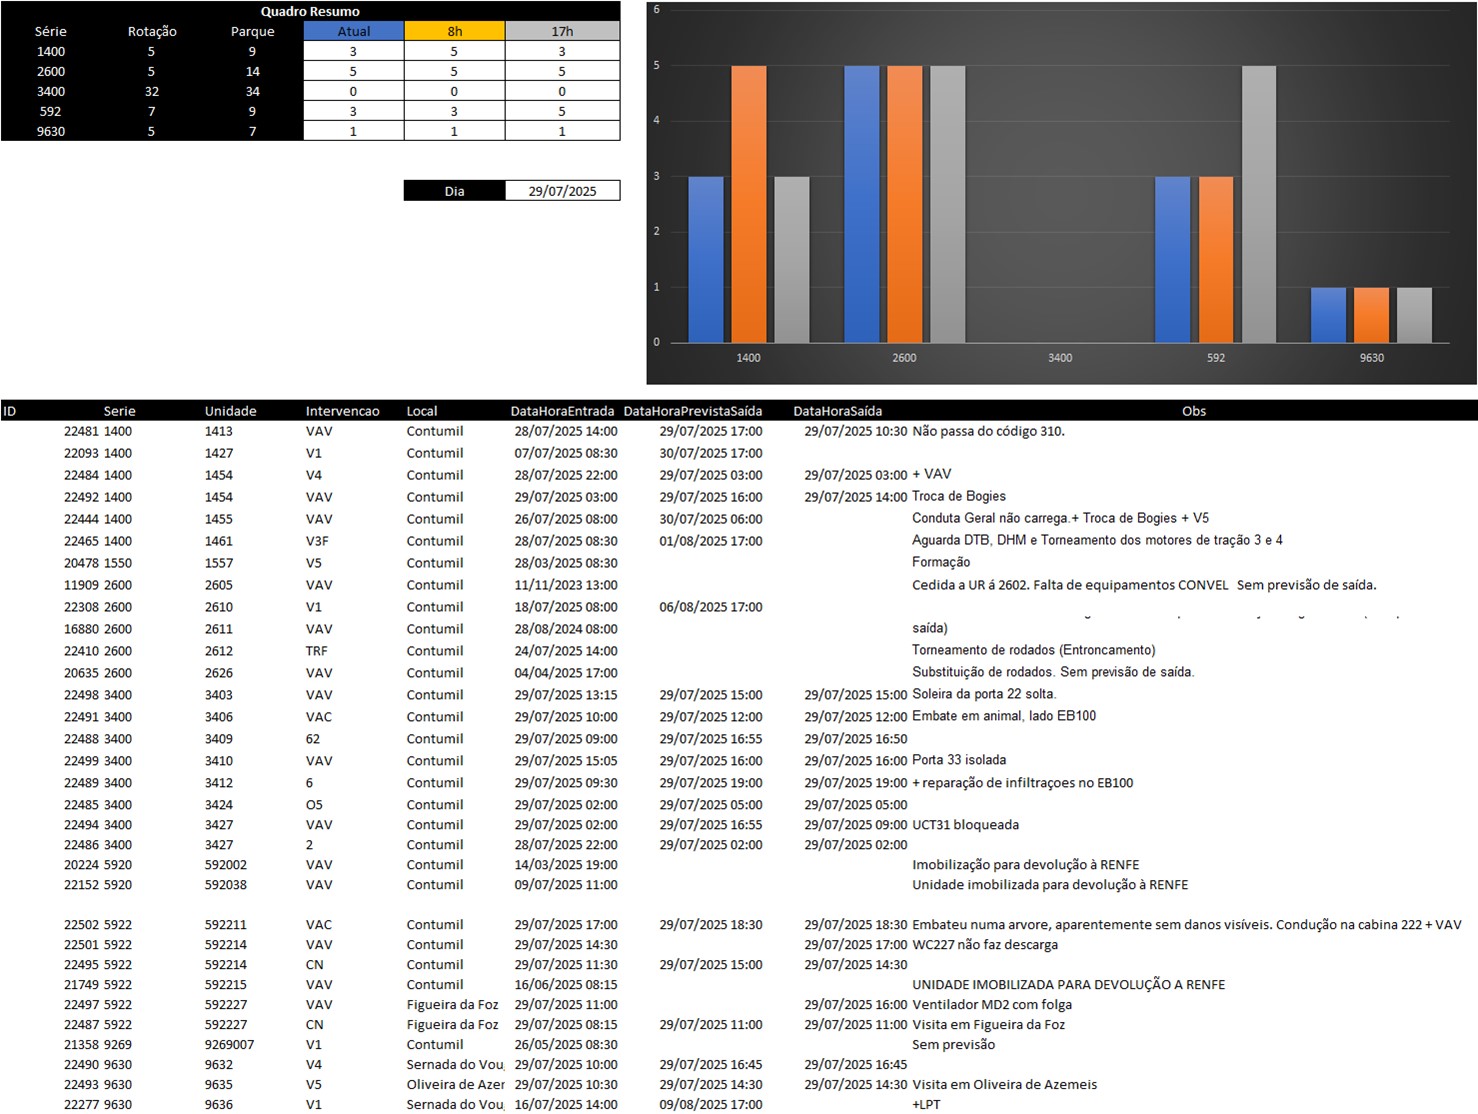 Quadro Resumo
Série Rotação Parque Atual 8h 17h
1400 5 9 3 5 3
2600 5 14 5 5 5
3400 32 34 0 0 0
592 7 9 3 3 5
9630 5 7 1 1 1
Dia 29/07/2025
6
5
4
3
2
1
0
1400 2600 3400 592 9630
ID Serie Unidade Intervencao Local DataHoraEntrada DataHoraPrevistaSaída DataHoraSaída Obs
22481 1400 1413 VAV Contumil 28/07/2025 14:00 29/07/2025 17:00 29/07/2025 10:30 Não passa do código 310.
22093 1400 1427 V1 Contumil 07/07/2025 08:30 30/07/2025 17:00
22484 1400 1454 V4 Contumil 28/07/2025 22:00 29/07/2025 03:00 29/07/2025 03:00 + VAV
22492 1400 1454 VAV Contumil 29/07/2025 03:00 29/07/2025 16:00 29/07/2025 14:00 Troca de Bogies
22444 1400 1455 VAV Contumil 26/07/2025 08:00 30/07/2025 06:00 Conduta Geral não carrega.+ Troca de Bogies + V5
22465 1400 1461 V3F Contumil 28/07/2025 08:30 01/08/2025 17:00 Aguarda DTB, DHM e Torneamento dos motores de tração 3 e 4
20478 1550 1557 V5 Contumil 28/03/2025 08:30 Formação
11909 2600 2605 VAV Contumil 11/11/2023 13:00 Cedida a UR á 2602. Falta de equipamentos CONVEL Sem previsão de saída.
22308 2600 2610 V1 Contumil 18/07/2025 08:00 06/08/2025 17:00
16880 2600 2611 VAV Contumil 28/08/2024 08:00 saída)
22410 2600 2612 TRF Contumil 24/07/2025 14:00 Torneamento de rodados (Entroncamento)
20635 2600 2626 VAV Contumil 04/04/2025 17:00 Substituição de rodados. Sem previsão de saída.
22498 3400 3403 VAV Contumil 29/07/2025 13:15 29/07/2025 15:00 29/07/2025 15:00 Soleira da porta 22 solta.
22491 3400 3406 VAC Contumil 29/07/2025 10:00 29/07/2025 12:00 29/07/2025 12:00 Embate em animal, lado EB100
22488 3400 3409 62 Contumil 29/07/2025 09:00 29/07/2025 16:55 29/07/2025 16:50
22499 3400 3410 VAV Contumil 29/07/2025 15:05 29/07/2025 16:00 29/07/2025 16:00 Porta 33 isolada
22489 3400 3412 6 Contumil 29/07/2025 09:30 29/07/2025 19:00 29/07/2025 19:00 + reparação de infiltraçoes no EB100
22485 3400 3424 O5 Contumil 29/07/2025 02:00 29/07/2025 05:00 29/07/2025 05:00
22494 3400 3427 VAV Contumil 29/07/2025 02:00 29/07/2025 16:55 29/07/2025 09:00 UCT31 bloqueada
22486 3400 3427 2 Contumil 28/07/2025 22:00 29/07/2025 02:00 29/07/2025 02:00
20224 5920 592002 VAV Contumil 14/03/2025 19:00 Imobilização para devolução à RENFE
22152 5920 592038 VAV Contumil 09/07/2025 11:00 Unidade imobilizada para devolução à RENFE
22502 5922 592211 VAC Contumil 29/07/2025 17:00 29/07/2025 18:30 29/07/2025 18:30 Embateu numa arvore, aparentemente sem danos visíveis. Condução na cabina 222 + VAV
22501 5922 592214 VAV Contumil 29/07/2025 14:30 29/07/2025 17:00 WC227 não faz descarga
22495 5922 592214 CN Contumil 29/07/2025 11:30 29/07/2025 15:00 29/07/2025 14:30
21749 5922 592215 VAV Contumil 16/06/2025 08:15 UNIDADE IMOBILIZADA PARA DEVOLUÇÃO A RENFE
22497 5922 592227 VAV Figueira da Foz 29/07/2025 11:00 29/07/2025 16:00 Ventilador MD2 com folga
22487 5922 592227 CN Figueira da Foz 29/07/2025 08:15 29/07/2025 11:00 29/07/2025 11:00 Visita em Figueira da Foz
21358 9269 9269007 V1 Contumil 26/05/2025 08:30 Sem previsão
22490 9630 9632 V4 Sernada do Vou 29/07/2025 10:00 29/07/2025 16:45 29/07/2025 16:45
22493 9630 9635 V5 Oliveira de Azer 29/07/2025 10:30 29/07/2025 14:30 29/07/2025 14:30 Visita em Oliveira de Azemeis
22277 9630 9636 V1 Sernada do Vou 16/07/2025 14:00 09/08/2025 17:00 +LPT